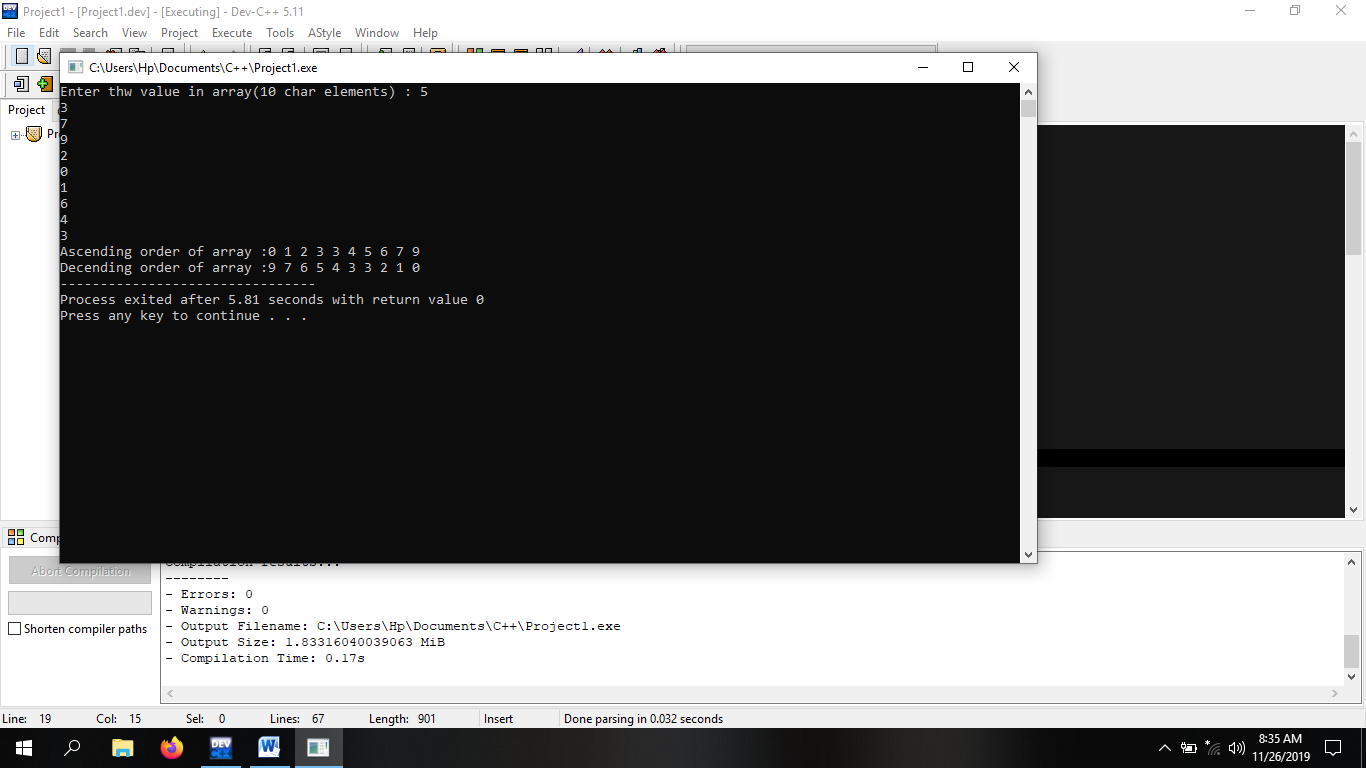 Project1 - [Project1.dev] - [Executing] - Dev-C++ 5.11
File Edit Search View Project Execute Tools AStyle Window Help
C:\Users\Hp\Documents\C++\Project1.exe
Project
Pr
Enter thw value in array(10 char elements) : 5
3
7
9
2
0
1
6
4
3
Ascending order of array :0 1 2 3 3 4 5 6 7 9
Decending order of array :9 7 6 5 4 3 3 2 1 0
--------------------------------
Process exited after 5.81 seconds with return value 0
Press any key to continue . . .
Comp
Abort Compilation
Shorten compiler paths
Compilation results...
--------
- Errors: 0
- Warnings: 0
- Output Filename: C:\Users\Hp\Documents\C++\Project1.exe
- Output Size: 1.83316040039063 MiB
- Compilation Time: 0.17s
Line: 19 Col: 15 Sel: 0 Lines: 67 Length: 901 Insert Done parsing in 0.032 seconds
DEV C++
W
8:35 AM
11/26/2019